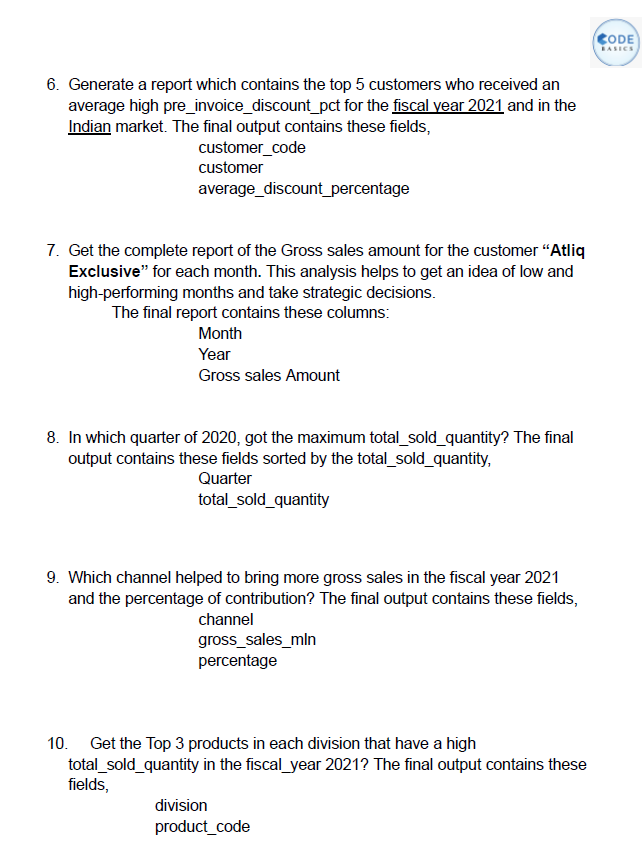 CODE
BASICS
6. Generate a report which contains the top 5 customers who received an
average high pre_invoice_discount_pct for the fiscal year 2021 and in the
Indian market. The final output contains these fields,
customer_code
customer
average_discount_percentage
7. Get the complete report of the Gross sales amount for the customer “Atliq
Exclusive” for each month. This analysis helps to get an idea of low and
high-performing months and take strategic decisions.
The final report contains these columns:
Month
Year
Gross sales Amount
8. In which quarter of 2020, got the maximum total_sold_quantity? The final
output contains these fields sorted by the total_sold_quantity,
Quarter
total_sold_quantity
9. Which channel helped to bring more gross sales in the fiscal year 2021
and the percentage of contribution? The final output contains these fields,
channel
gross_sales_mln
percentage
10. Get the Top 3 products in each division that have a high
total_sold_quantity in the fiscal_year 2021? The final output contains these
fields,
division
product_code